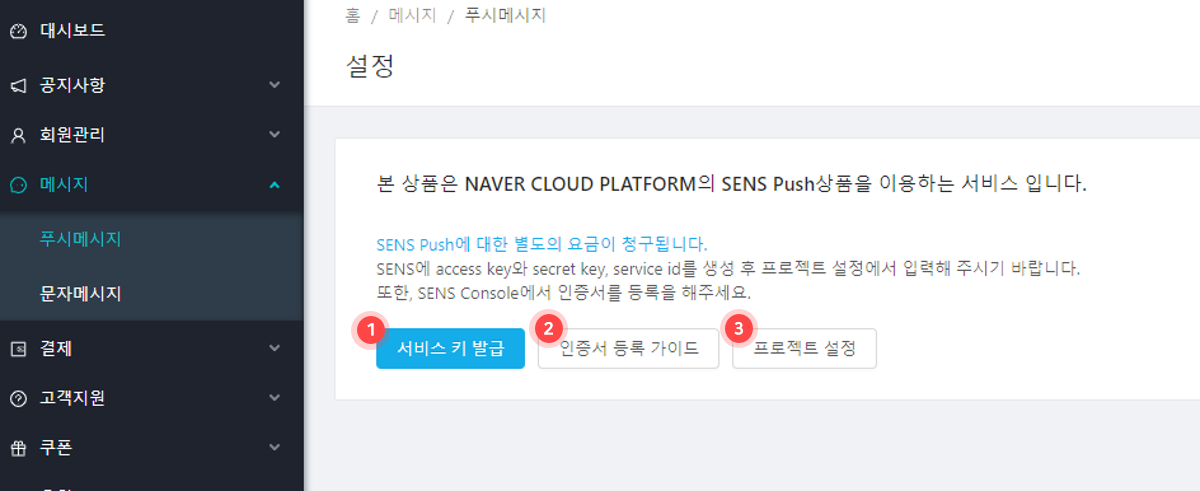 대시보드
공지사항
회원관리
메시지
푸시메시지
문자메시지
결제
고객지원
쿠폰
홈 / 메시지 / 푸시메시지
설정
본 상품은 NAVER CLOUD PLATFORM의 SENS Push상품을 이용하는 서비스 입니다.
SENS Push에 대한 별도의 요금이 청구됩니다.
SENS에 access key와 secret key, service id를 생성 후 프로젝트 설정에서 입력해 주시기 바랍니다.
또한, SENS Console에서 인증서를 등록을 해주세요.
1 서비스 키 발급 2 인증서 등록 가이드 3 프로젝트 설정